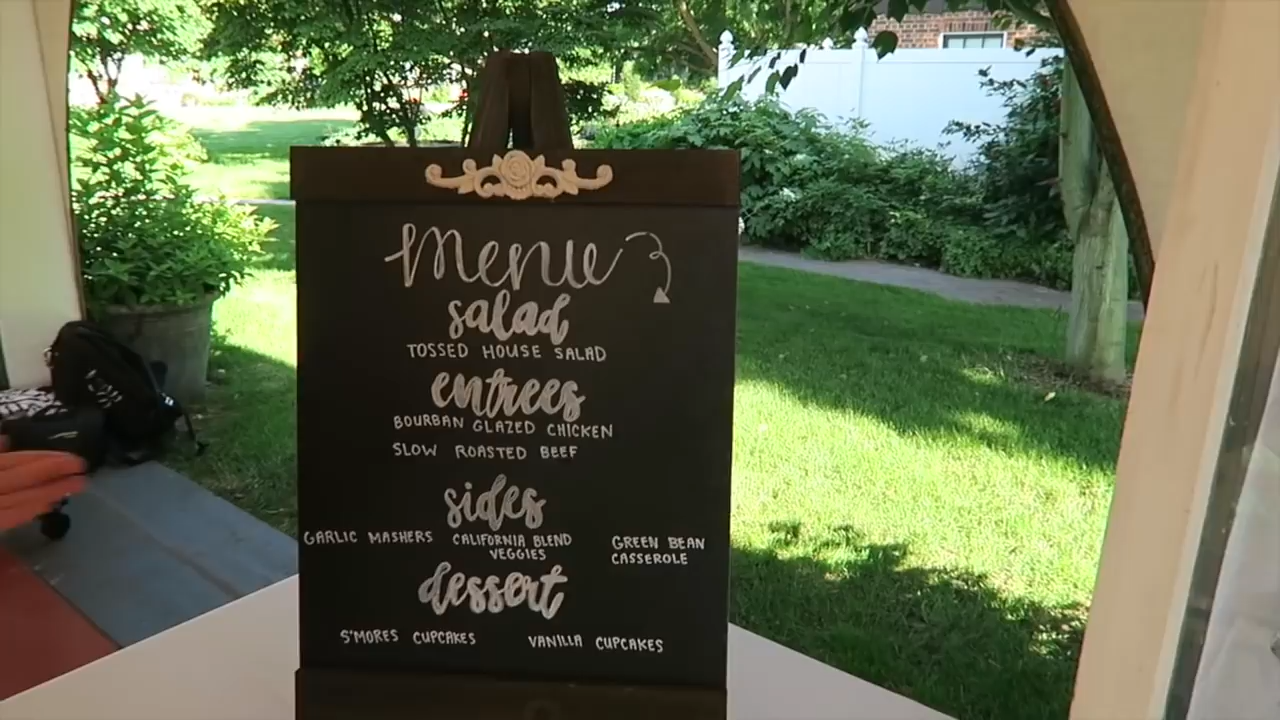 Menu
salad
TOSSED HOUSE SALAD
entrees
BOURBAN GLAZED CHICKEN
SLOW ROASTED BEEF
sides
GARLIC MASHERS
CALIFORNIA BLEND
VEGGIES
GREEN BEAN
CASSEROLE
dessert
S'MORES CUPCAKES
VANILLA CUPCAKES